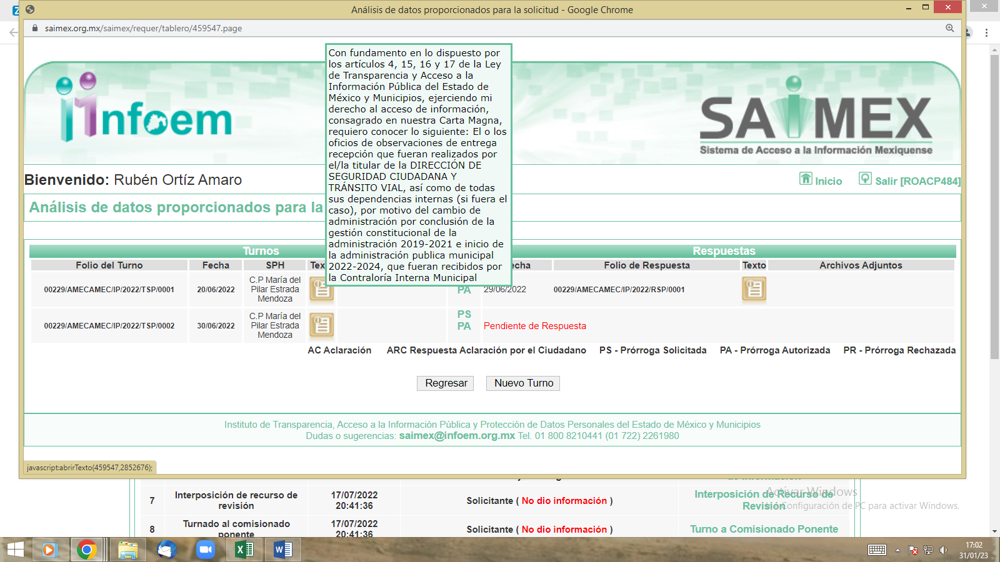 Análisis de datos proporcionados para la solicitud - Google Chrome
saimex.org.mx/saimex/requer/tablero/459547.page
Con fundamento en lo dispuesto por
los artículos 4, 15, 16 y 17 de la Ley
de Transparencia y Acceso a la
Información Pública del Estado de
México y Municipios, ejerciendo mi
derecho al acceso de información,
consagrado en nuestra Carta Magna,
requiero conocer lo siguiente: El o los
oficios de observaciones de entrega
recepción que fueran realizados por
el/la titular de la DIRECCIÓN DE
SEGURIDAD CIUDADANA Y
TRÁNSITO VIAL, así como de todas
sus dependencias internas (si fuera el
caso), por motivo del cambio de
administración por conclusión de la
gestión constitucional de la
administración 2019-2021 e inicio de
la administración publica municipal
2022-2024, que fueran recibidos por
la Contraloría Interna Municipal
infoem
SAIMEX
Sistema de Acceso a la Información Mexiquense
Bienvenido: Rubén Ortíz Amaro
Inicio Salir [ROACP484]
Análisis de datos proporcionados para la
Turnos Respuestas
Folio del Turno Fecha SPH Folio de Respuesta Texto Archivos Adjuntos
00229/AMECAMEC/IP/2022/TSP/0001 20/06/2022 C.P María del Pilar Estrada Mendoza PA 29/06/2022 00229/AMECAMEC/IP/2022/RSP/0001
00229/AMECAMEC/IP/2022/TSP/0002 30/06/2022 C.P María del Pilar Estrada Mendoza PS PA Pendiente de Respuesta
AC Aclaración ARC Respuesta Aclaración por el Ciudadano PS - Prórroga Solicitada PA - Prórroga Autorizada PR - Prórroga Rechazada
Regresar Nuevo Turno
Instituto de Transparencia, Acceso a la Información Pública y Protección de Datos Personales del Estado de México y Municipios
Dudas o sugerencias: saimex@infoem.org.mx Tel. 01 800 8210441 (01 722) 2261980
javascript:abrirTexto(459547,2852676);
7 Interposición de recurso de revisión 17/07/2022 20:41:36 Solicitante ( No dio información ) Interposición de Recurso de Revisión
8 Turnado al comisionado ponente 17/07/2022 20:41:36 Solicitante ( No dio información ) Turno a Comisionado Ponente
Activar Windows
Configuración de PC para activar Windows.
17:02
31/01/23